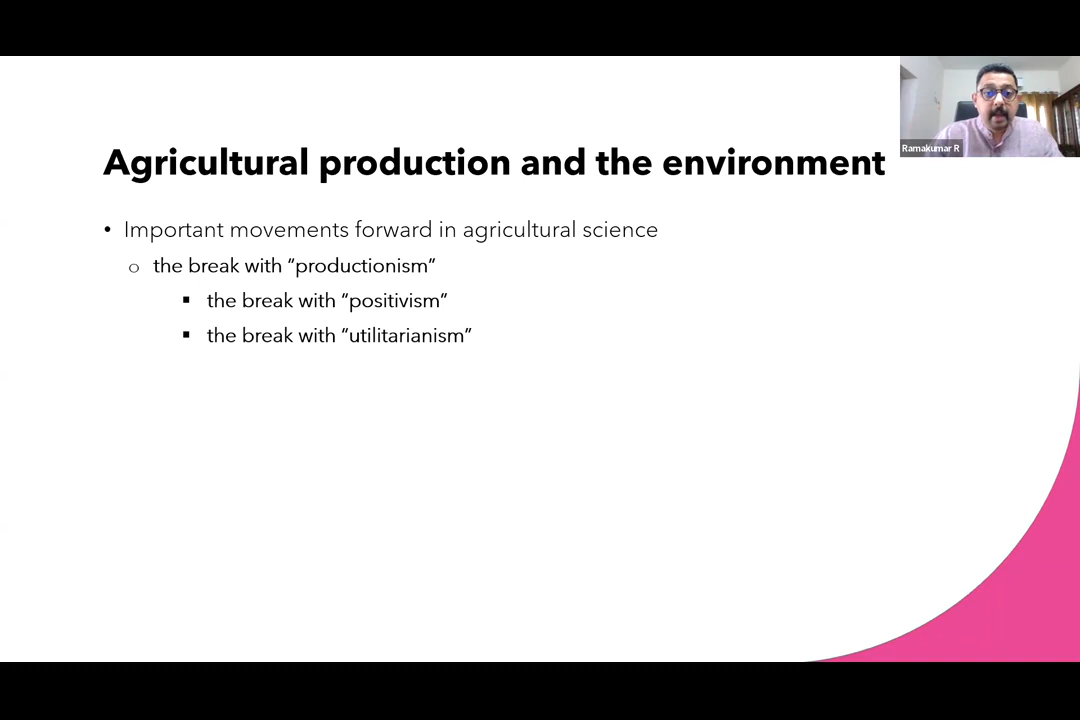 Ramakumar R
Agricultural production and the environment
• Important movements forward in agricultural science
o the break with “productionism”
▪ the break with “positivism”
▪ the break with “utilitarianism”